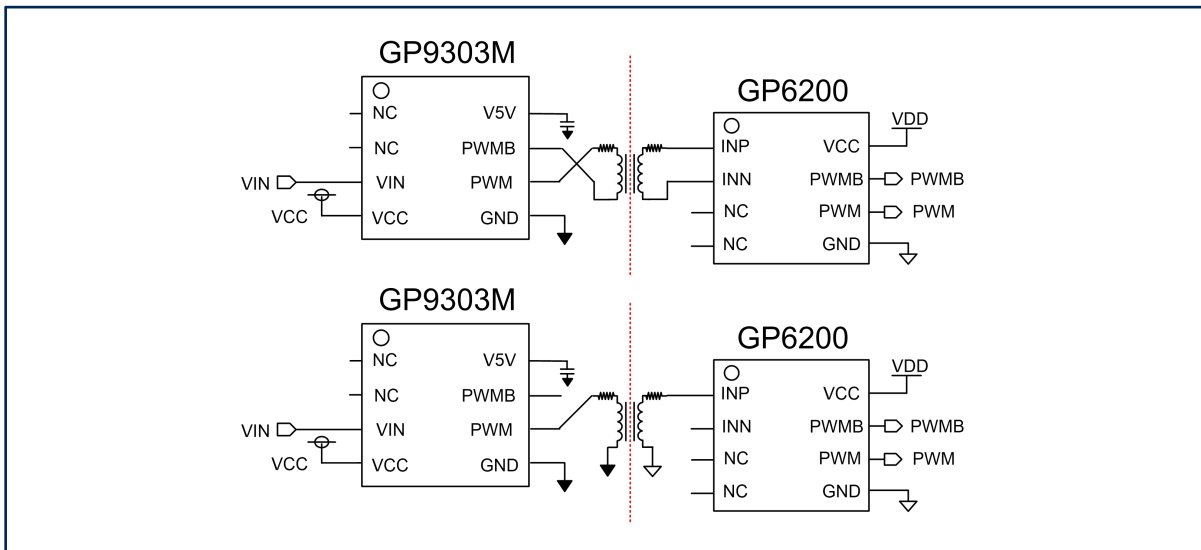 GP9303M
NC
NC
VIN
VCC
V5V
PWMB
PWM
GND
VIN
VCC
GP6200
INP
INN
NC
NC
VCC
PWMB
PWM
GND
VDD
PWMB
PWM
GP9303M
NC
NC
VIN
VCC
V5V
PWMB
PWM
GND
VIN
VCC
GP6200
INP
INN
NC
NC
VCC
PWMB
PWM
GND
VDD
PWMB
PWM